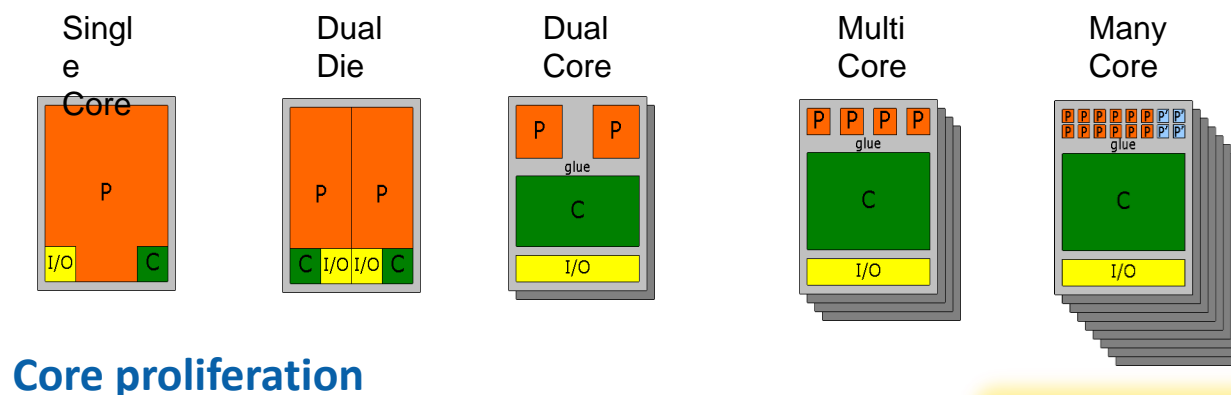 Singl
e
Core
Dual
Die
Dual
Core
Multi
Core
Many
Core
P
I/O
C
P
P
C
I/O
I/O
C
P
P
glue
C
I/O
P
P
P
P
glue
C
I/O
P P P P P P P' P'
P P P P P P P' P'
glue
C
I/O
Core proliferation